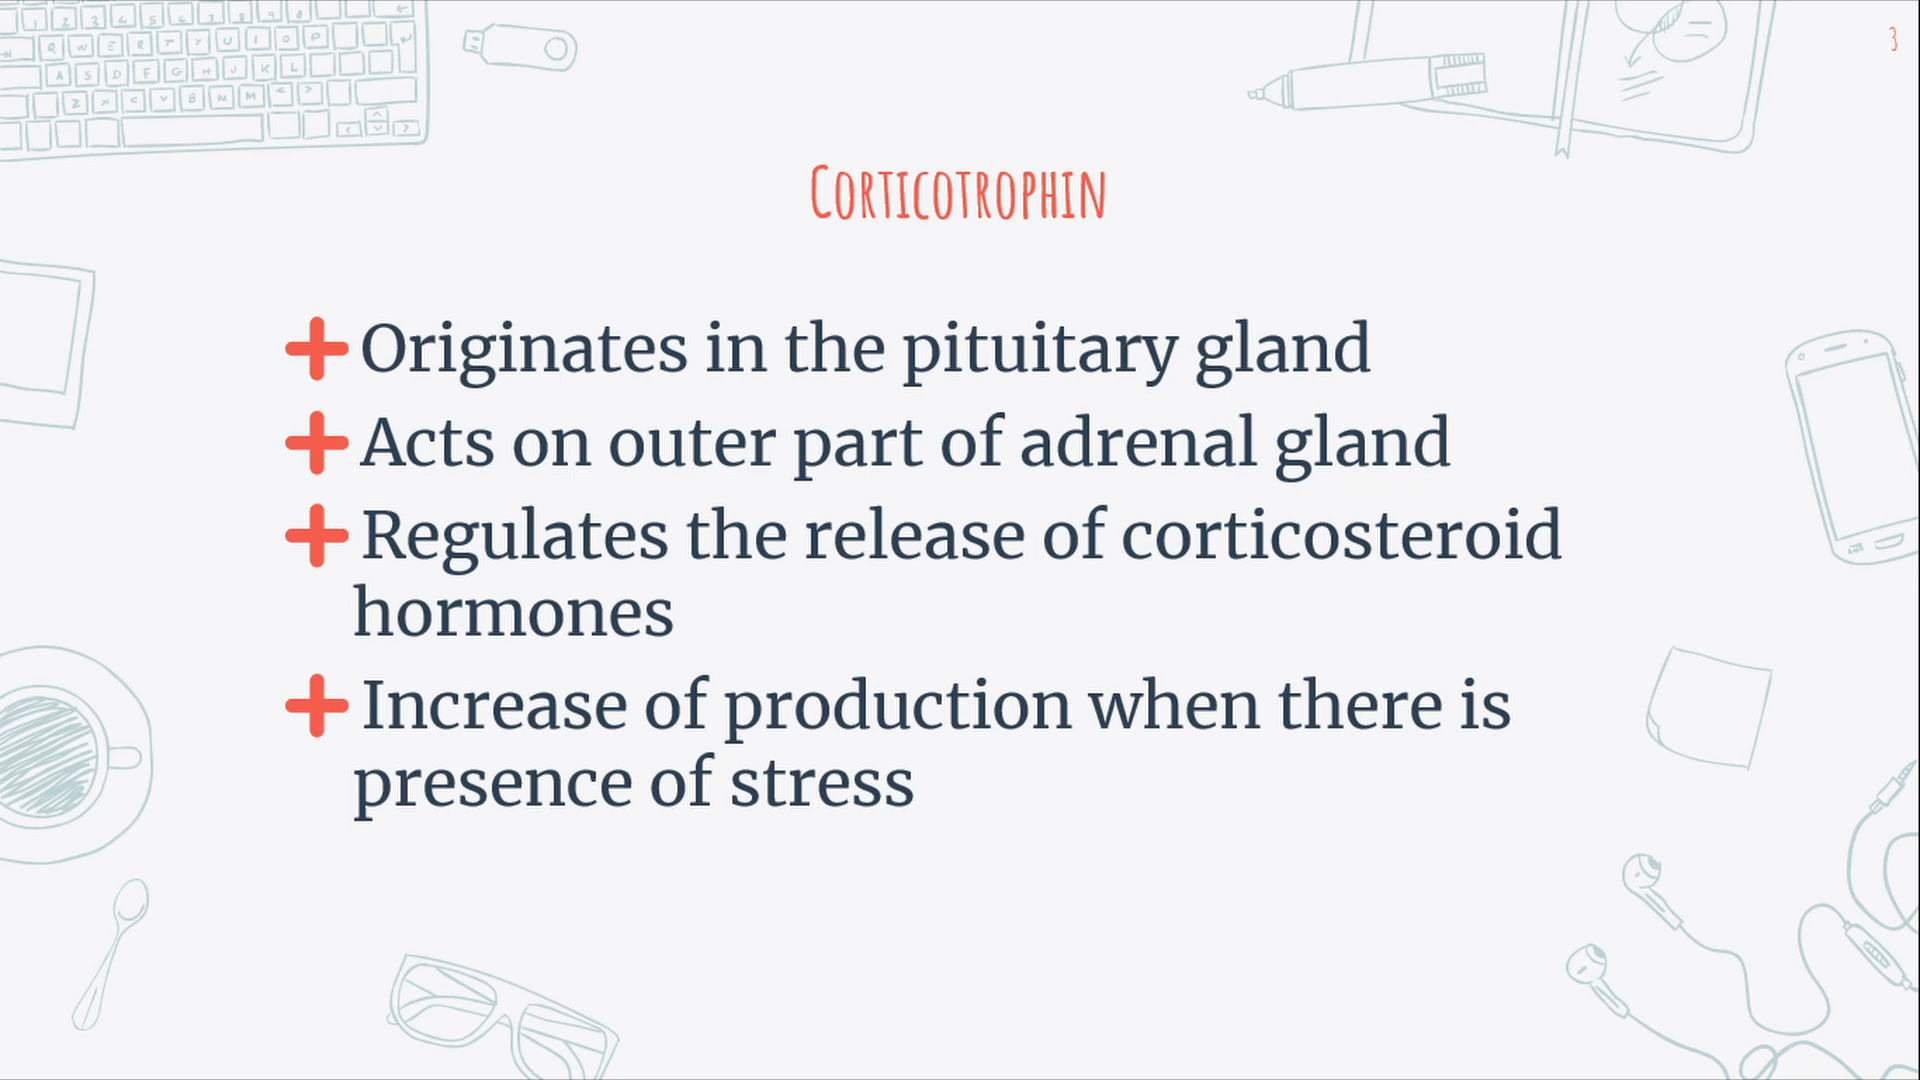 3
Corticotrophin
Originates in the pituitary gland
Acts on outer part of adrenal gland
Regulates the release of corticosteroid
hormones
Increase of production when there is
presence of stress